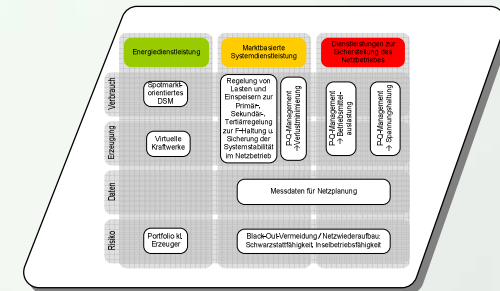 Energiedienstleistung
Marktbasierte
Systemdienstleistung
Dienstleistungen zur
Sicherstellung des
Netzbetriebes
Verbrauch
Spotmarkt-
orientiertes
DSM
Regelung von
Lasten und
Einspeisern zur
Primär-,
Sekundär-,
Tertiärregelung
zur F-Haltung u.
Sicherung der
Systemstabilität
im Netzbetrieb
P-Q-Management
→Verlustminimierung
P-Q-Management
→ Betriebsmittel-
auslastung
P-Q-Management
→ Spannungshaltung
Erzeugung
Virtuelle
Kraftwerke
Daten
Messdaten für Netzplanung
Risiko
Portfolio kl.
Erzeuger
Black-Out-Vermeidung / Netzwiederaufbau:
Schwarzstattfähigkeit, Inselbetriebsfähigkeit